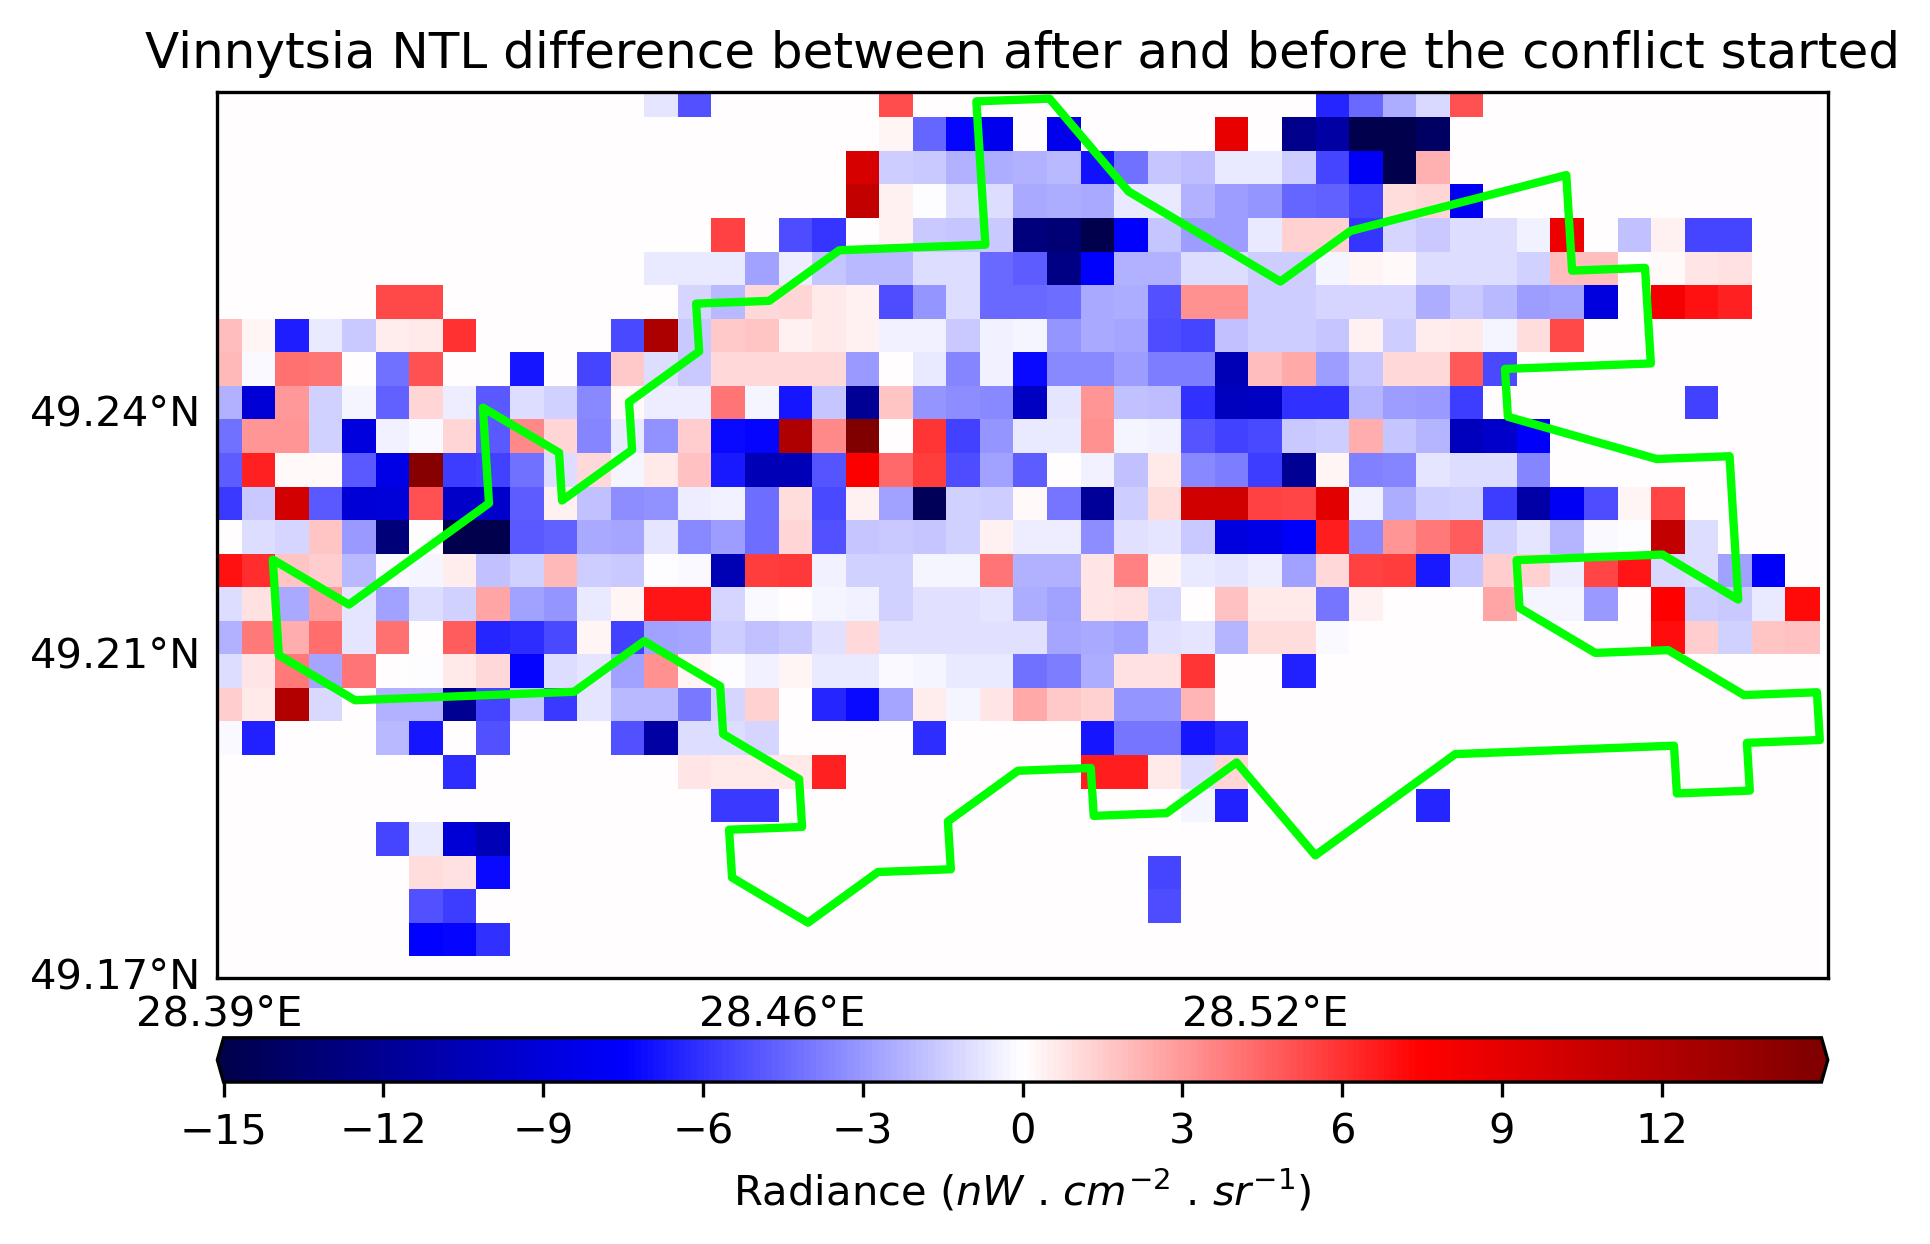 Vinnytsia NTL difference between after and before the conflict started
49.24°N
49.21°N
49.17°N
28.39°E 28.46°E 28.52°E
−15 −12 −9 −6 −3 0 3 6 9 12
Radiance (nW . cm⁻² . sr⁻¹)